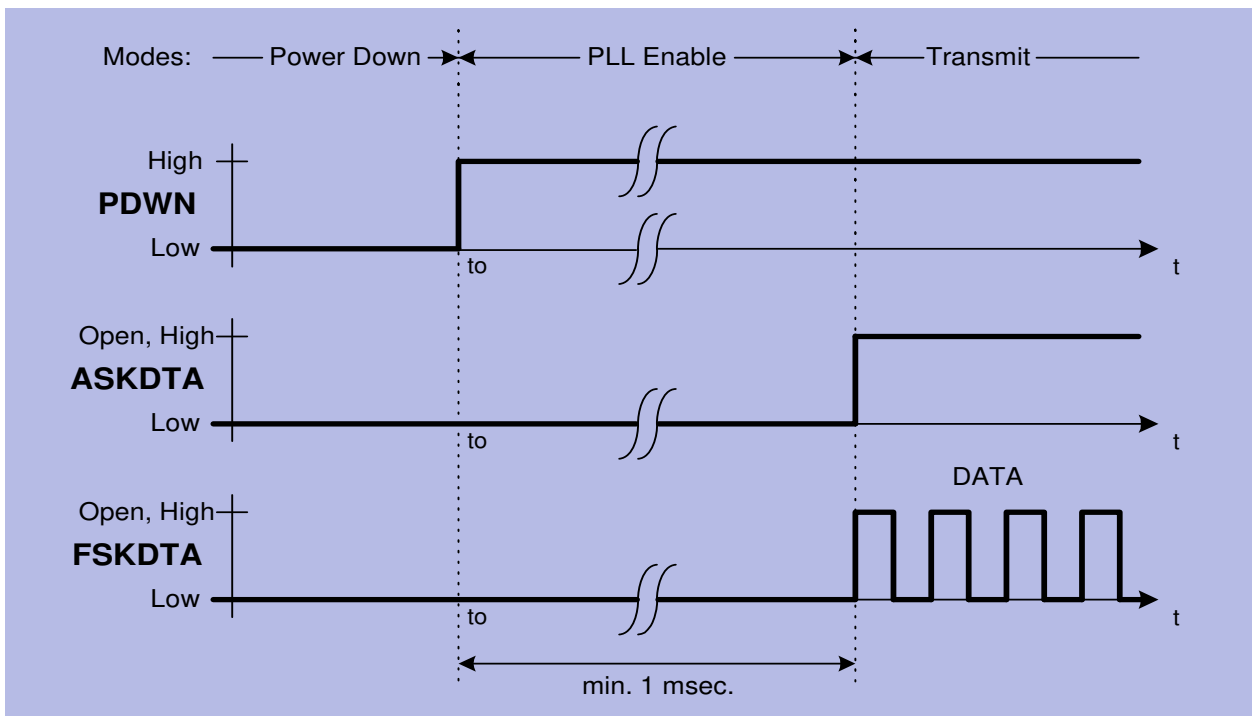 Modes: Power Down PLL Enable Transmit
High
PDWN
Low
to
t
Open, High
ASKDTA
Low
to
t
DATA
Open, High
FSKDTA
Low
to
t
min. 1 msec.